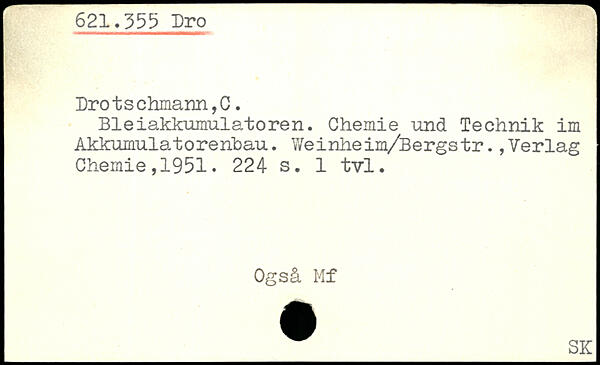 621.355 Dro
Drotschmann,C.
Bleiakkumulatoren. Chemie und Technik im
Akkumulatorenbau. Weinheim/Bergstr.,Verlag
Chemie,1951. 224 s. 1 tvl.
Også Mf
SK